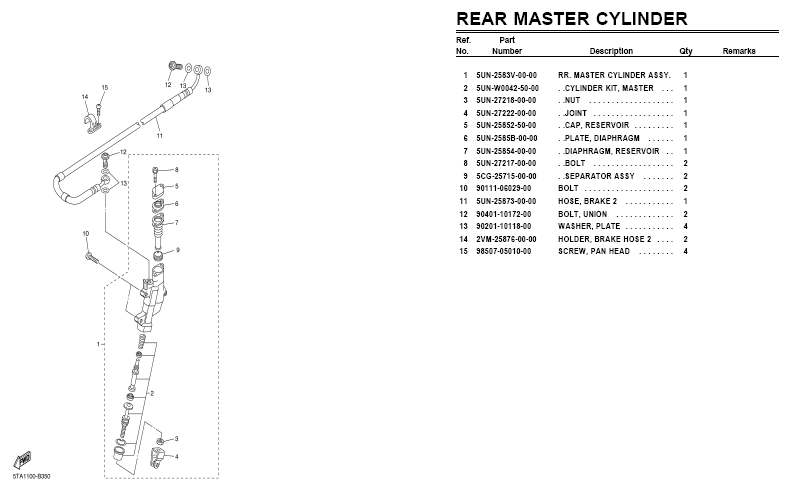 REAR MASTER CYLINDER
Ref. Part
No. Number Description Qty Remarks
1 5UN-2583V-00-00 RR. MASTER CYLINDER ASSY. 1
2 5UN-W0042-50-00 . .CYLINDER KIT, MASTER . . . 1
3 5UN-27218-00-00 . .NUT . . . . . . . . . . . . . . . . . . 1
4 5UN-27222-00-00 . .JOINT . . . . . . . . . . . . . . . . . 1
5 5UN-25852-50-00 . .CAP, RESERVOIR . . . . . . . . . 1
6 5UN-2585B-00-00 . .PLATE, DIAPHRAGM . . . . . . 1
7 5UN-25854-00-00 . .DIAPHRAGM, RESERVOIR . . 1
8 5UN-27217-00-00 . .BOLT . . . . . . . . . . . . . . . . . 2
9 5CG-25715-00-00 . .SEPARATOR ASSY . . . . . . . 2
10 90111-06029-00 BOLT . . . . . . . . . . . . . . . . . . . 2
11 5UN-25873-00-00 HOSE, BRAKE 2 . . . . . . . . . . . 1
12 90401-10172-00 BOLT, UNION . . . . . . . . . . . . 2
13 90201-10118-00 WASHER, PLATE . . . . . . . . . . . 4
14 2VM-25876-00-00 HOLDER, BRAKE HOSE 2 . . . . 2
15 98507-05010-00 SCREW, PAN HEAD . . . . . . . . 4
12
13
13
15
14
11
12
13
8
5
6
7
10
9
1
2
3
4
5TA1100-B350